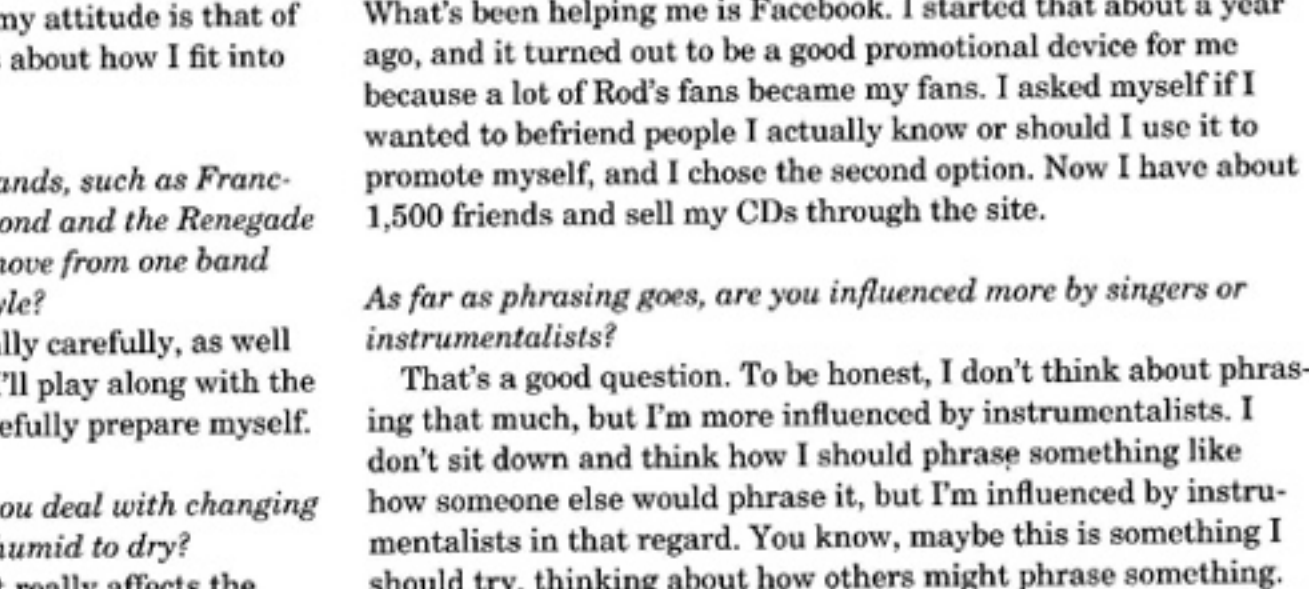 my attitude is that of
about how I fit into
ands, such as Franc-
ond and the Renegade
nove from one band
yle?
lly carefully, as well
'll play along with the
efully prepare myself.
ou deal with changing
humid to dry?
really affects the
What's been helping me is Facebook. I started that about a year
ago, and it turned out to be a good promotional device for me
because a lot of Rod's fans became my fans. I asked myself if I
wanted to befriend people I actually know or should I use it to
promote myself, and I chose the second option. Now I have about
1,500 friends and sell my CDs through the site.
As far as phrasing goes, are you influenced more by singers or
instrumentalists?
That's a good question. To be honest, I don't think about phras-
ing that much, but I'm more influenced by instrumentalists. I
don't sit down and think how I should phrase something like
how someone else would phrase it, but I'm influenced by instru-
mentalists in that regard. You know, maybe this is something I
should try, thinking about how others might phrase something.